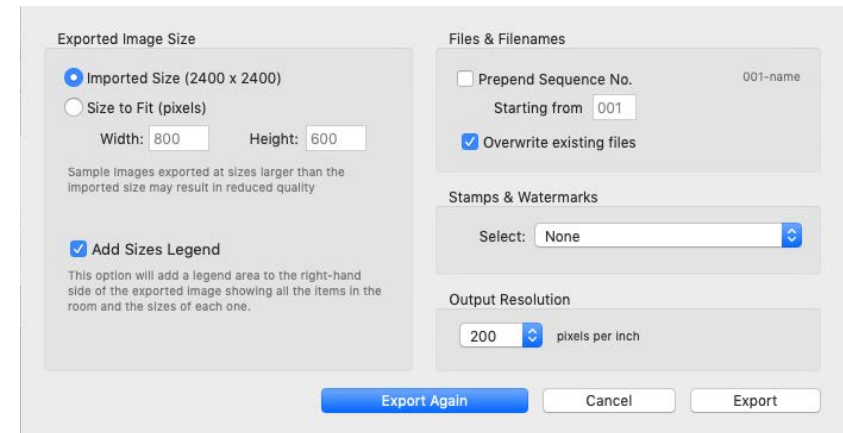 Exported Image Size
Imported Size (2400 x 2400)
Size to Fit (pixels)
Width: 800 Height: 600
Sample Images exported at sizes larger than the
imported size may result in reduced quality
Add Sizes Legend
This option will add a legend area to the right-hand
side of the exported image showing all the items in the
room and the sizes of each one.
Files & Filenames
Prepend Sequence No. 001-name
Starting from 001
Overwrite existing files
Stamps & Watermarks
Select: None
Output Resolution
200 pixels per inch
Export Again Cancel Export